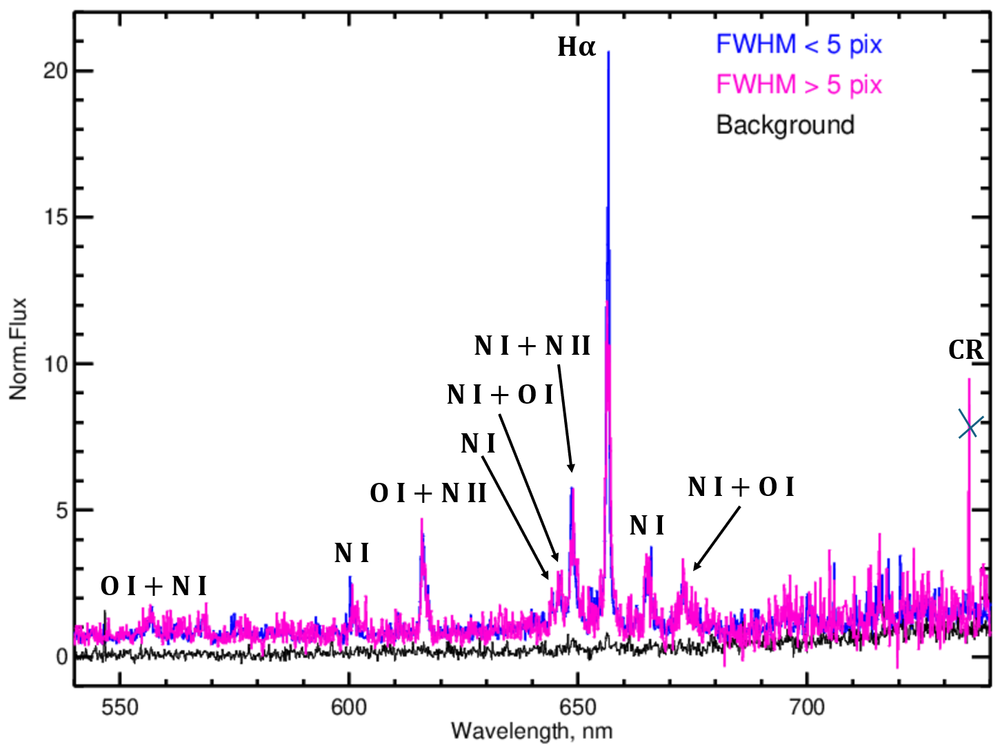 Hα
FWHM < 5 pix
FWHM > 5 pix
Background
20
15
10
5
0
Norm.Flux
N I + N II
CR
N I + O I
N I
O I + N II
N I + O I
N I
N I
O I + N I
550
600
650
700
Wavelength, nm